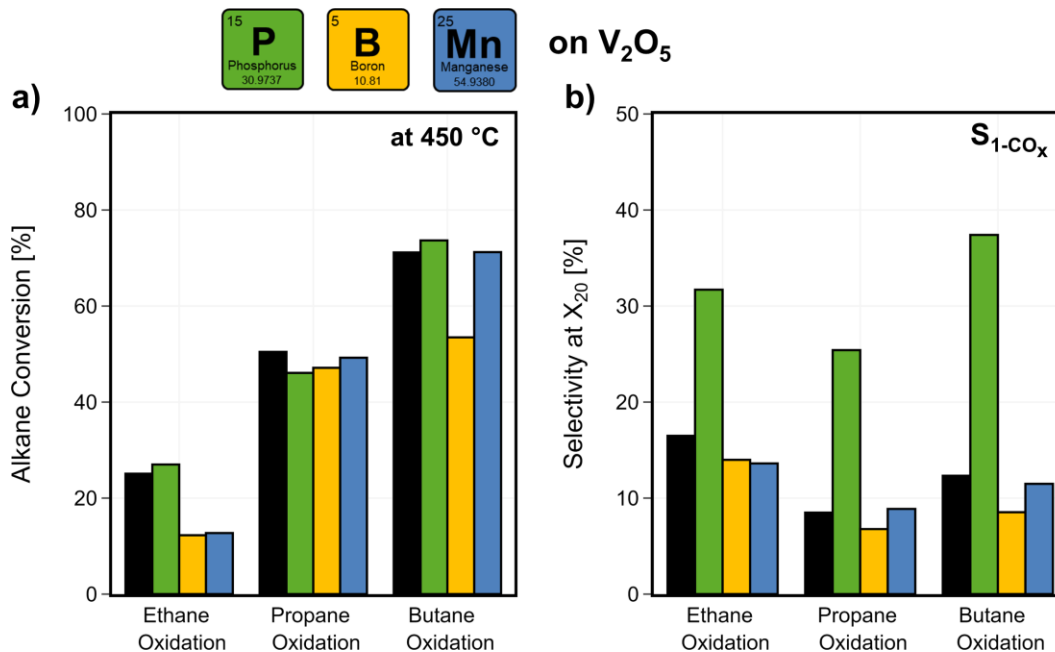 15
P
Phosphorus
30.9737
5
B
Boron
10.81
25
Mn
Manganese
54.9380
on V₂O₅
a)
at 450 °C
Alkane Conversion [%]
100
80
60
40
20
0
Ethane
Oxidation
Propane
Oxidation
Butane
Oxidation
b)
S₁₋COₓ
Selectivity at X₂₀ [%]
50
40
30
20
10
0
Ethane
Oxidation
Propane
Oxidation
Butane
Oxidation